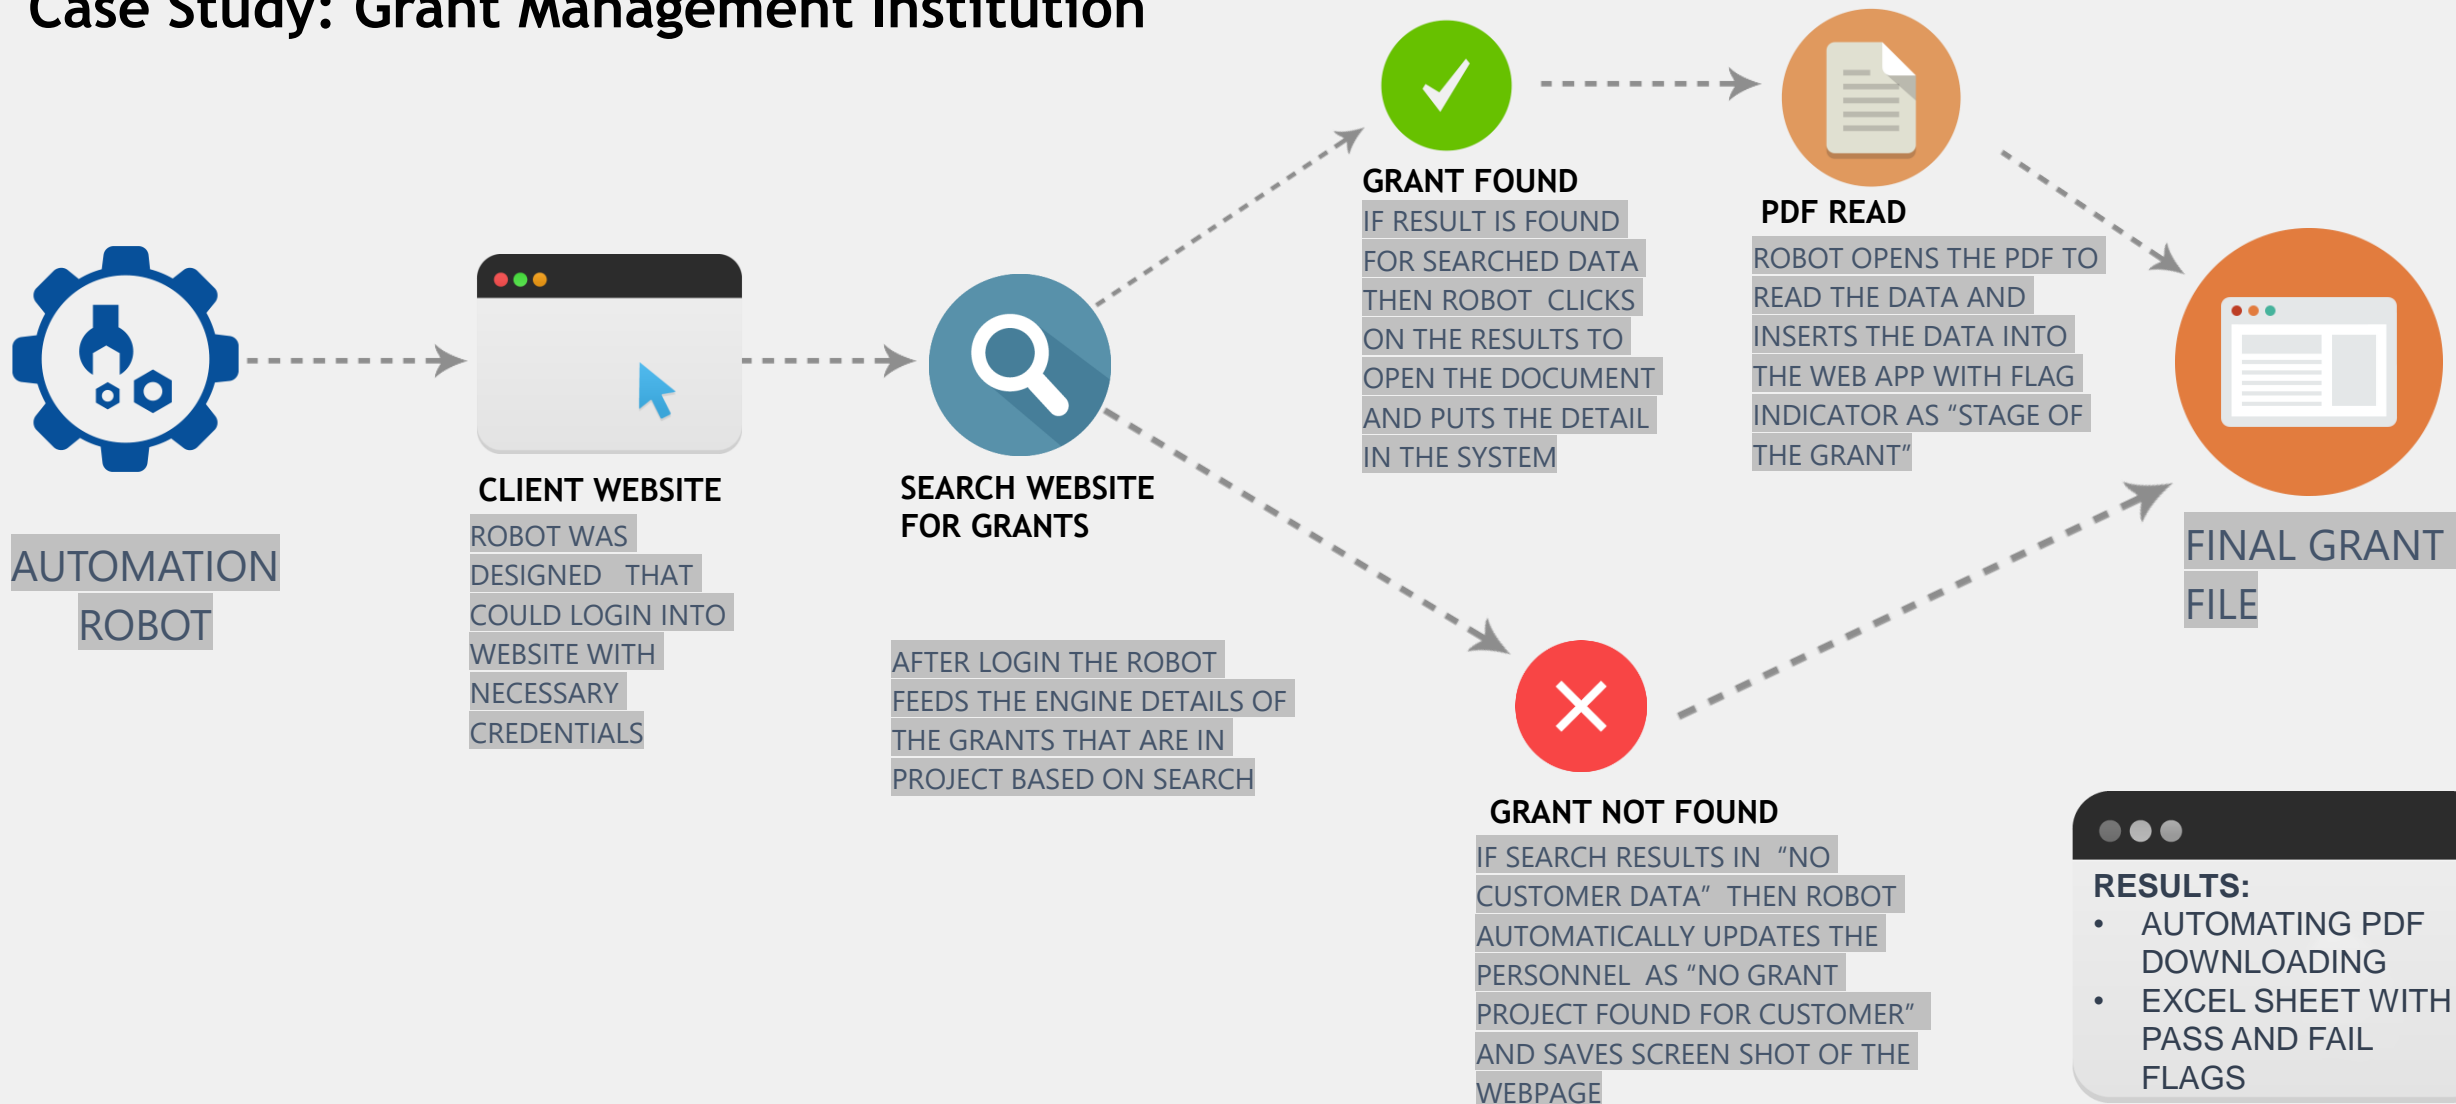 Case Study: Grant Management Institution
AUTOMATION
ROBOT
CLIENT WEBSITE
ROBOT WAS
DESIGNED THAT
COULD LOGIN INTO
WEBSITE WITH
NECESSARY
CREDENTIALS
SEARCH WEBSITE
FOR GRANTS
AFTER LOGIN THE ROBOT
FEEDS THE ENGINE DETAILS OF
THE GRANTS THAT ARE IN
PROJECT BASED ON SEARCH
GRANT FOUND
IF RESULT IS FOUND
FOR SEARCHED DATA
THEN ROBOT CLICKS
ON THE RESULTS TO
OPEN THE DOCUMENT
AND PUTS THE DETAIL
IN THE SYSTEM
PDF READ
ROBOT OPENS THE PDF TO
READ THE DATA AND
INSERTS THE DATA INTO
THE WEB APP WITH FLAG
INDICATOR AS “STAGE OF
THE GRANT”
GRANT NOT FOUND
IF SEARCH RESULTS IN “NO
CUSTOMER DATA” THEN ROBOT
AUTOMATICALLY UPDATES THE
PERSONNEL AS “NO GRANT
PROJECT FOUND FOR CUSTOMER”
AND SAVES SCREEN SHOT OF THE
WEBPAGE
FINAL GRANT
FILE
RESULTS:
• AUTOMATING PDF
DOWNLOADING
• EXCEL SHEET WITH
PASS AND FAIL
FLAGS